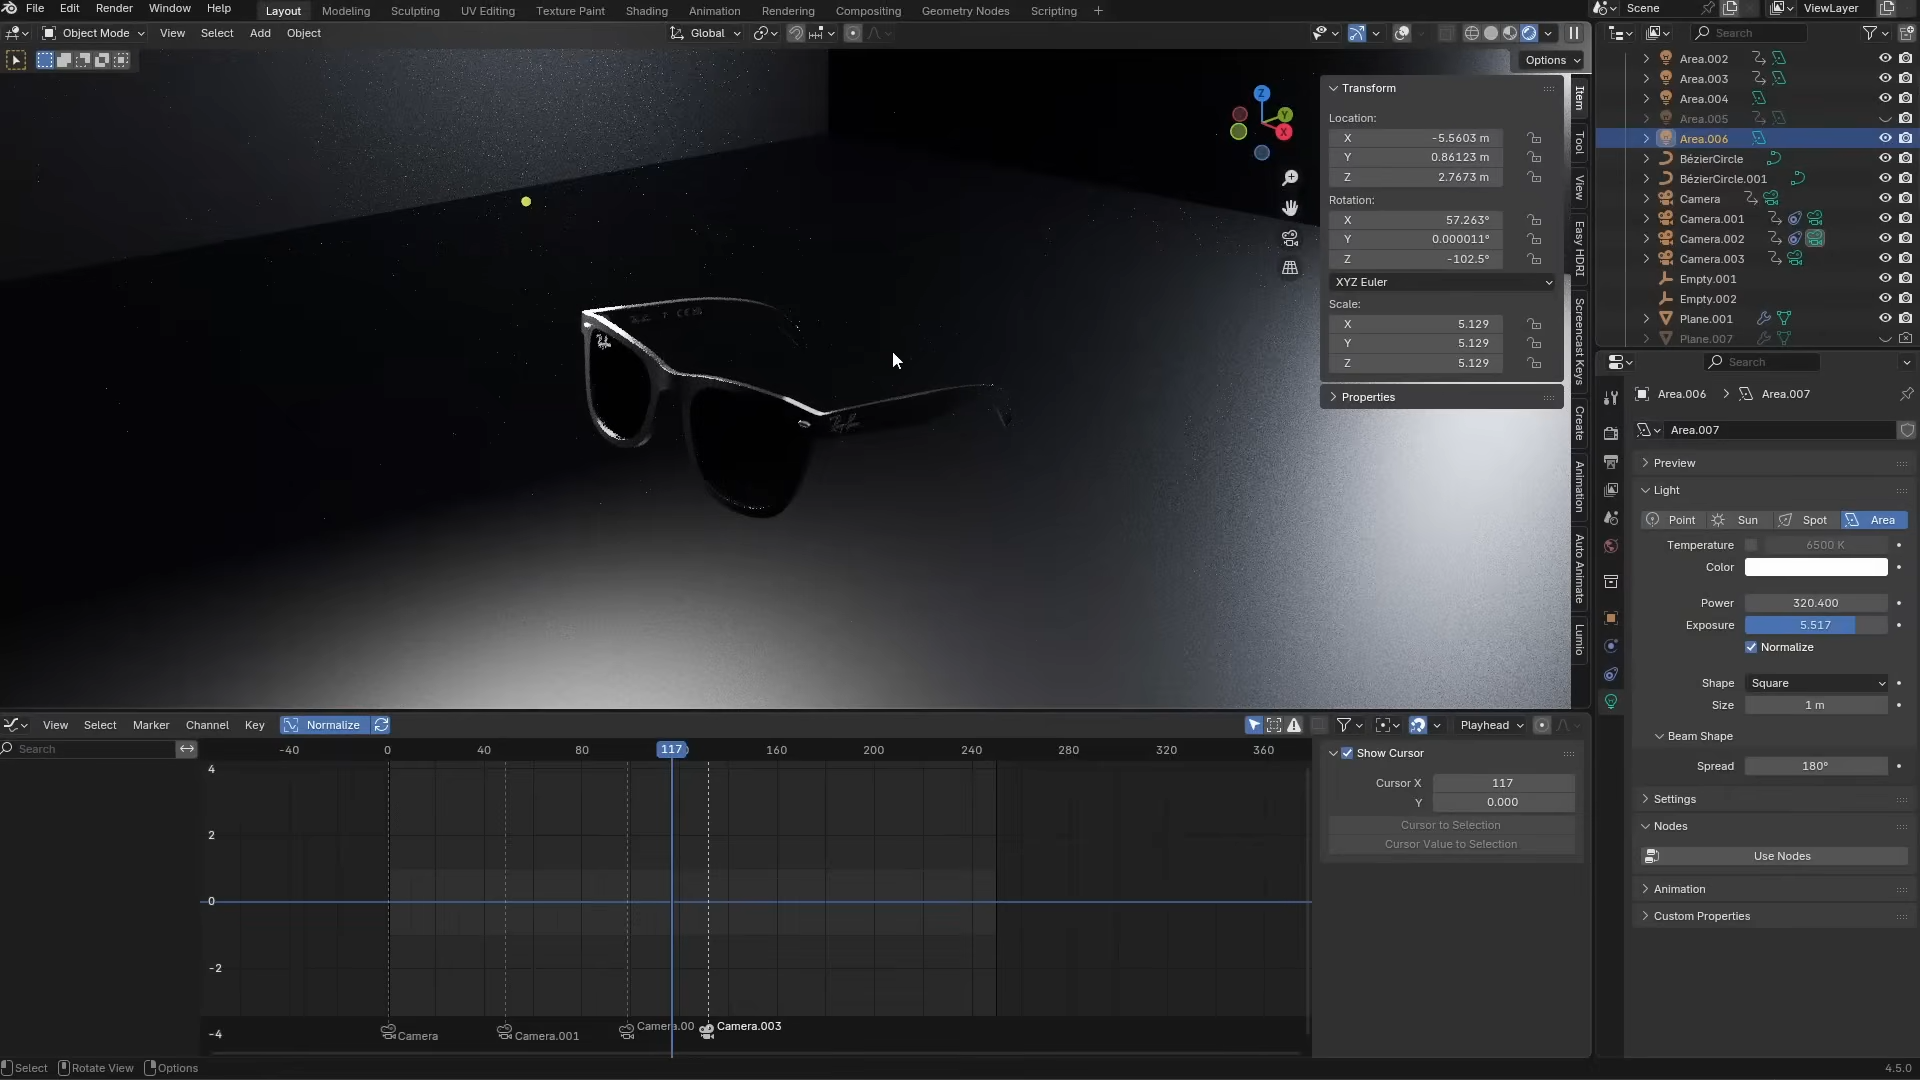 File Edit Render Window Help Layout Modeling Sculpting UV Editing Texture Paint Shading Animation Rendering Compositing Geometry Nodes Scripting + Scene ViewLayer
Object Mode View Select Add Object Global Search
Options
Transform
Location:
X -5.5603 m
Y 0.86123 m
Z 2.7673 m
Rotation:
X 57.263°
Y 0.000011°
Z -102.5°
XYZ Euler
Scale:
X 5.129
Y 5.129
Z 5.129
Properties
Z
Y
X
Item
Tool
View
Easy HDRI
Screencast Keys
Create
Animation
Auto Animate
Lumio
Ray-Ban
Area.002
Area.003
Area.004
Area.005
Area.006
BézierCircle
BézierCircle.001
Camera
Camera.001
Camera.002
Camera.003
Empty.001
Empty.002
Plane.001
Plane.007
Search
Area.006 > Area.007
Area.007
Preview
Light
Point Sun Spot Area
Temperature 6500 K
Color
Power 320.400
Exposure 5.517
Normalize
Shape Square
Size 1 m
Beam Shape
Spread 180°
Settings
Nodes
Use Nodes
Animation
Custom Properties
View Select Marker Channel Key Normalize Playhead
Search
-40 0 40 80 117 160 200 240 280 320 360
4
2
0
-2
-4
Camera Camera.001 Camera.00 Camera.003
Show Cursor
Cursor X 117
Y 0.000
Cursor to Selection
Cursor Value to Selection
Select Rotate View Options 4.5.0